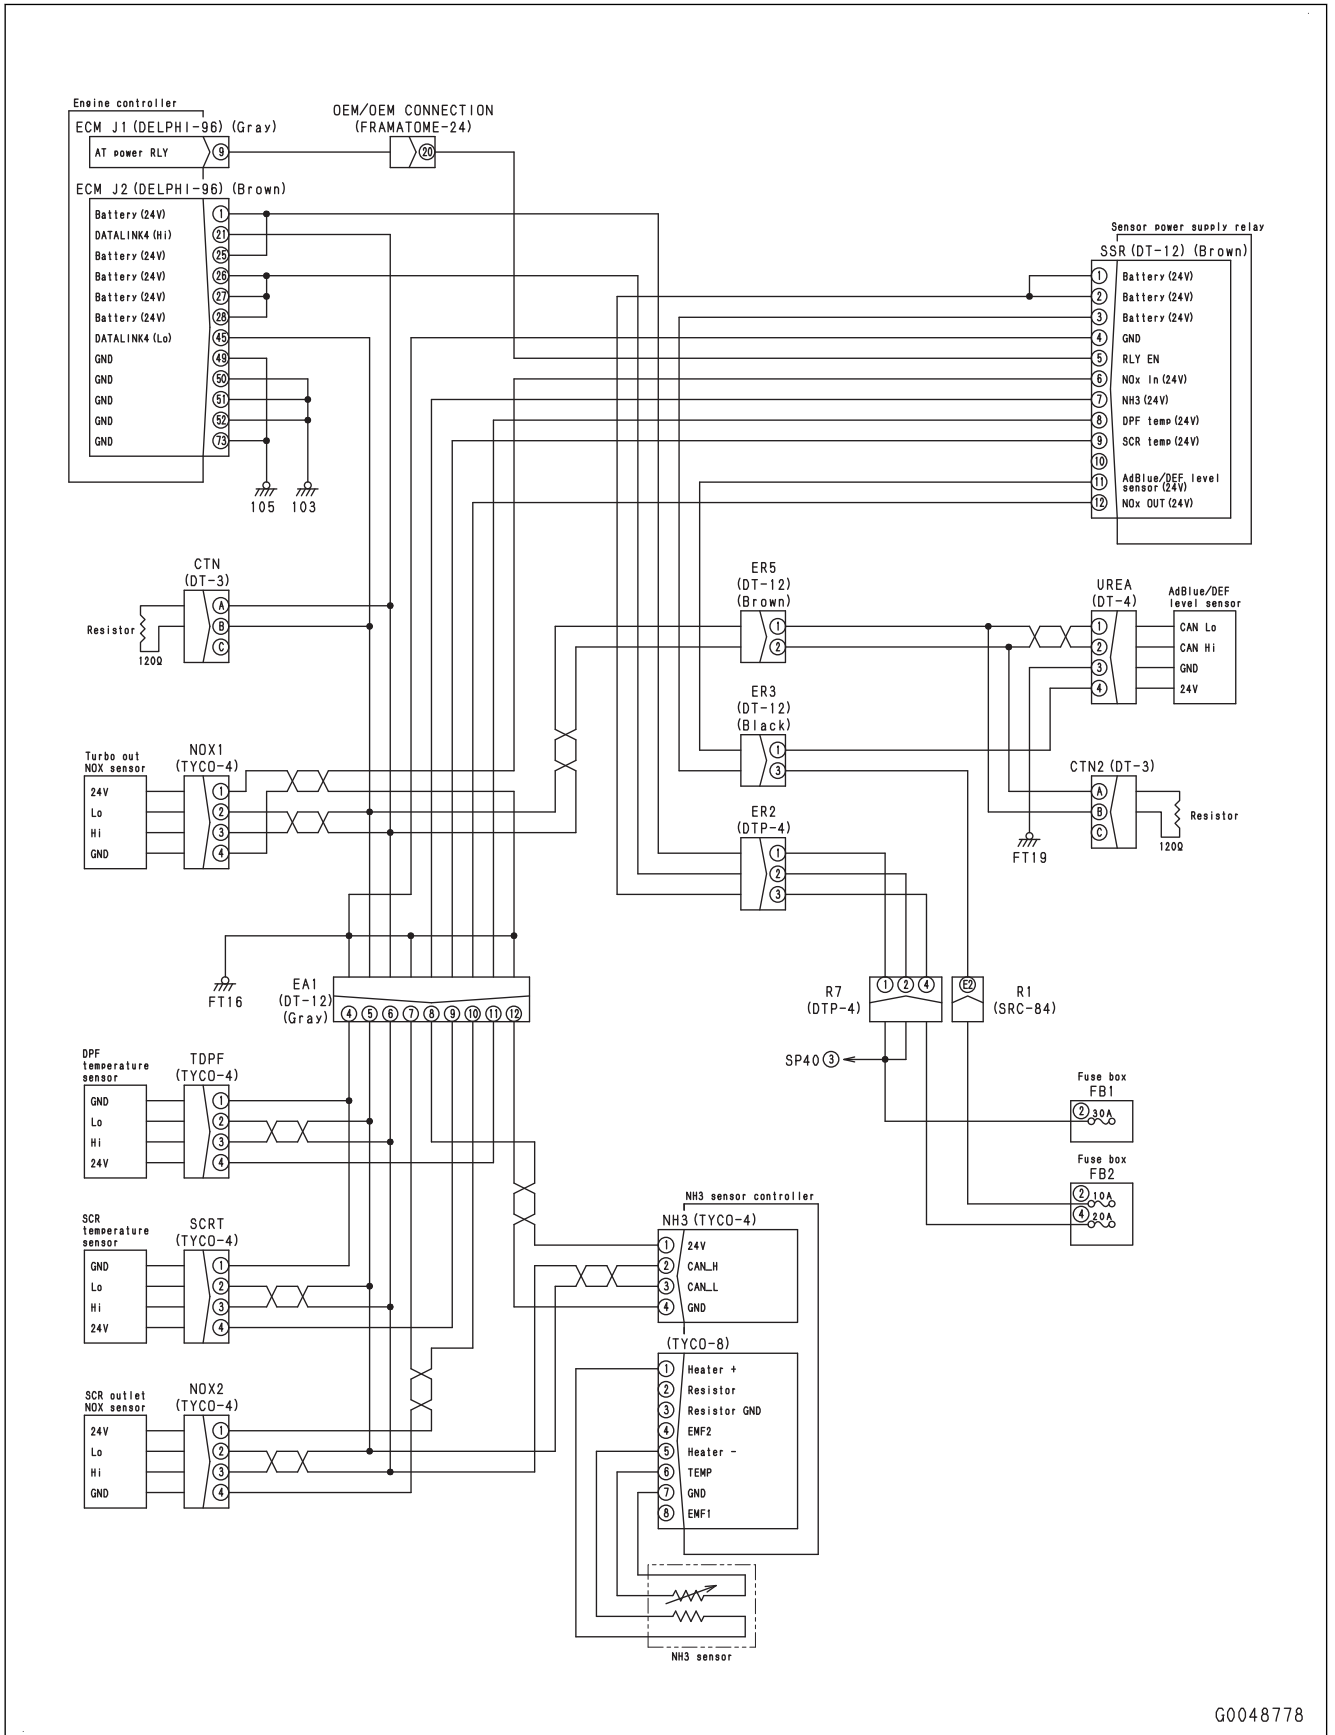 Engine controller
ECM J1(DELPHI-96)(Gray)
AT power RLY
9
OEM/OEM CONNECTION
(FRAMATOME-24)
20
ECM J2(DELPHI-96)(Brown)
Battery(24V) 1
DATALINK4(Hi) 21
Battery(24V) 25
Battery(24V) 26
Battery(24V) 27
Battery(24V) 28
DATALINK4(Lo) 45
GND 49
GND 50
GND 51
GND 52
GND 73
105
103
Sensor power supply relay
SSR(DT-12)(Brown)
1 Battery(24V)
2 Battery(24V)
3 Battery(24V)
4 GND
5 RLY EN
6 NOx In(24V)
7 NH3(24V)
8 DPF temp(24V)
9 SCR temp(24V)
10
11 AdBlue/DEF level
sensor(24V)
12 NOx OUT(24V)
CTN
(DT-3)
A
B
C
Resistor
120Ω
ER5
(DT-12)
(Brown)
1
2
UREA
(DT-4)
1
2
3
4
AdBlue/DEF
level sensor
CAN Lo
CAN Hi
GND
24V
ER3
(DT-12)
(Black)
1
3
Turbo out
NOX sensor
24V
Lo
Hi
GND
NOX1
(TYCO-4)
1
2
3
4
CTN2(DT-3)
A
B
C
Resistor
120Ω
FT19
ER2
(DTP-4)
1
2
3
FT16
EA1
(DT-12)
(Gray)
4 5 6 7 8 9 10 11 12
R7
(DTP-4)
1 2 4
E2
R1
(SRC-84)
SP40 3
DPF
temperature
sensor
GND
Lo
Hi
24V
TDPF
(TYCO-4)
1
2
3
4
Fuse box
FB1
2 30A
Fuse box
FB2
2 10A
4 20A
SCR
temperature
sensor
GND
Lo
Hi
24V
SCRT
(TYCO-4)
1
2
3
4
NH3 sensor controller
NH3(TYCO-4)
1 24V
2 CAN_H
3 CAN_L
4 GND
(TYCO-8)
1 Heater +
2 Resistor
3 Resistor GND
4 EMF2
5 Heater -
6 TEMP
7 GND
8 EMF1
SCR outlet
NOX sensor
24V
Lo
Hi
GND
NOX2
(TYCO-4)
1
2
3
4
NH3 sensor
G0048778